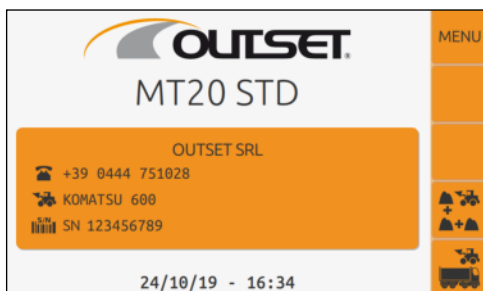 OUTSET
MENU
MT20 STD
OUTSET SRL
+39 0444 751028
KOMATSU 600
S/N SN 123456789
24/10/19 - 16:34